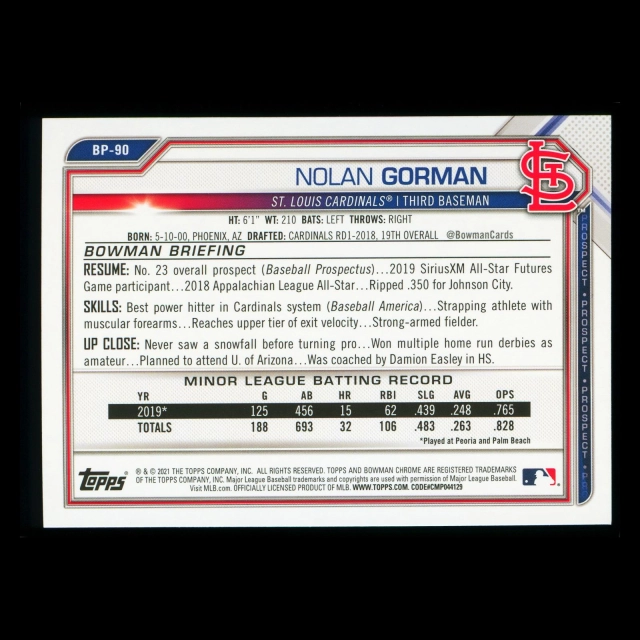 BP-90
NOLAN GORMAN
STL
ST. LOUIS CARDINALS® | THIRD BASEMAN
HT: 6'1" WT: 210 BATS: LEFT THROWS: RIGHT
BORN: 5-10-00, PHOENIX, AZ DRAFTED: CARDINALS RD1-2018, 19TH OVERALL @BowmanCards
BOWMAN BRIEFING
RESUME: No. 23 overall prospect (Baseball Prospectus)...2019 SiriusXM All-Star Futures
Game participant...2018 Appalachian League All-Star...Ripped .350 for Johnson City.
SKILLS: Best power hitter in Cardinals system (Baseball America)...Strapping athlete with
muscular forearms...Reaches upper tier of exit velocity...Strong-armed fielder.
UP CLOSE: Never saw a snowfall before turning pro...Won multiple home run derbies as
amateur...Planned to attend U. of Arizona...Was coached by Damion Easley in HS.
MINOR LEAGUE BATTING RECORD
YR G AB HR RBI SLG AVG OPS
2019* 125 456 15 62 .439 .248 .765
TOTALS 188 693 32 106 .483 .263 .828
*Played at Peoria and Palm Beach
PROSPECT • PROSPECT • PROSPECT • PROSPECT • PR
Topps®
® & © 2021 THE TOPPS COMPANY, INC. ALL RIGHTS RESERVED. TOPPS AND BOWMAN CHROME ARE REGISTERED TRADEMARKS
OF THE TOPPS COMPANY, INC. Major League Baseball trademarks and copyrights are used with permission of Major League Baseball.
Visit MLB.com. OFFICIALLY LICENSED PRODUCT OF MLB. WWW.TOPPS.COM. CODE#CMP044129